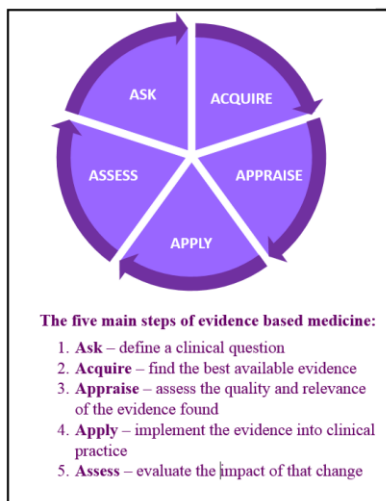 ASK
ACQUIRE
ASSESS
APPRAISE
APPLY
The five main steps of evidence based medicine:
1. Ask – define a clinical question
2. Acquire – find the best available evidence
3. Appraise – assess the quality and relevance
of the evidence found
4. Apply – implement the evidence into clinical
practice
5. Assess – evaluate the impact of that change